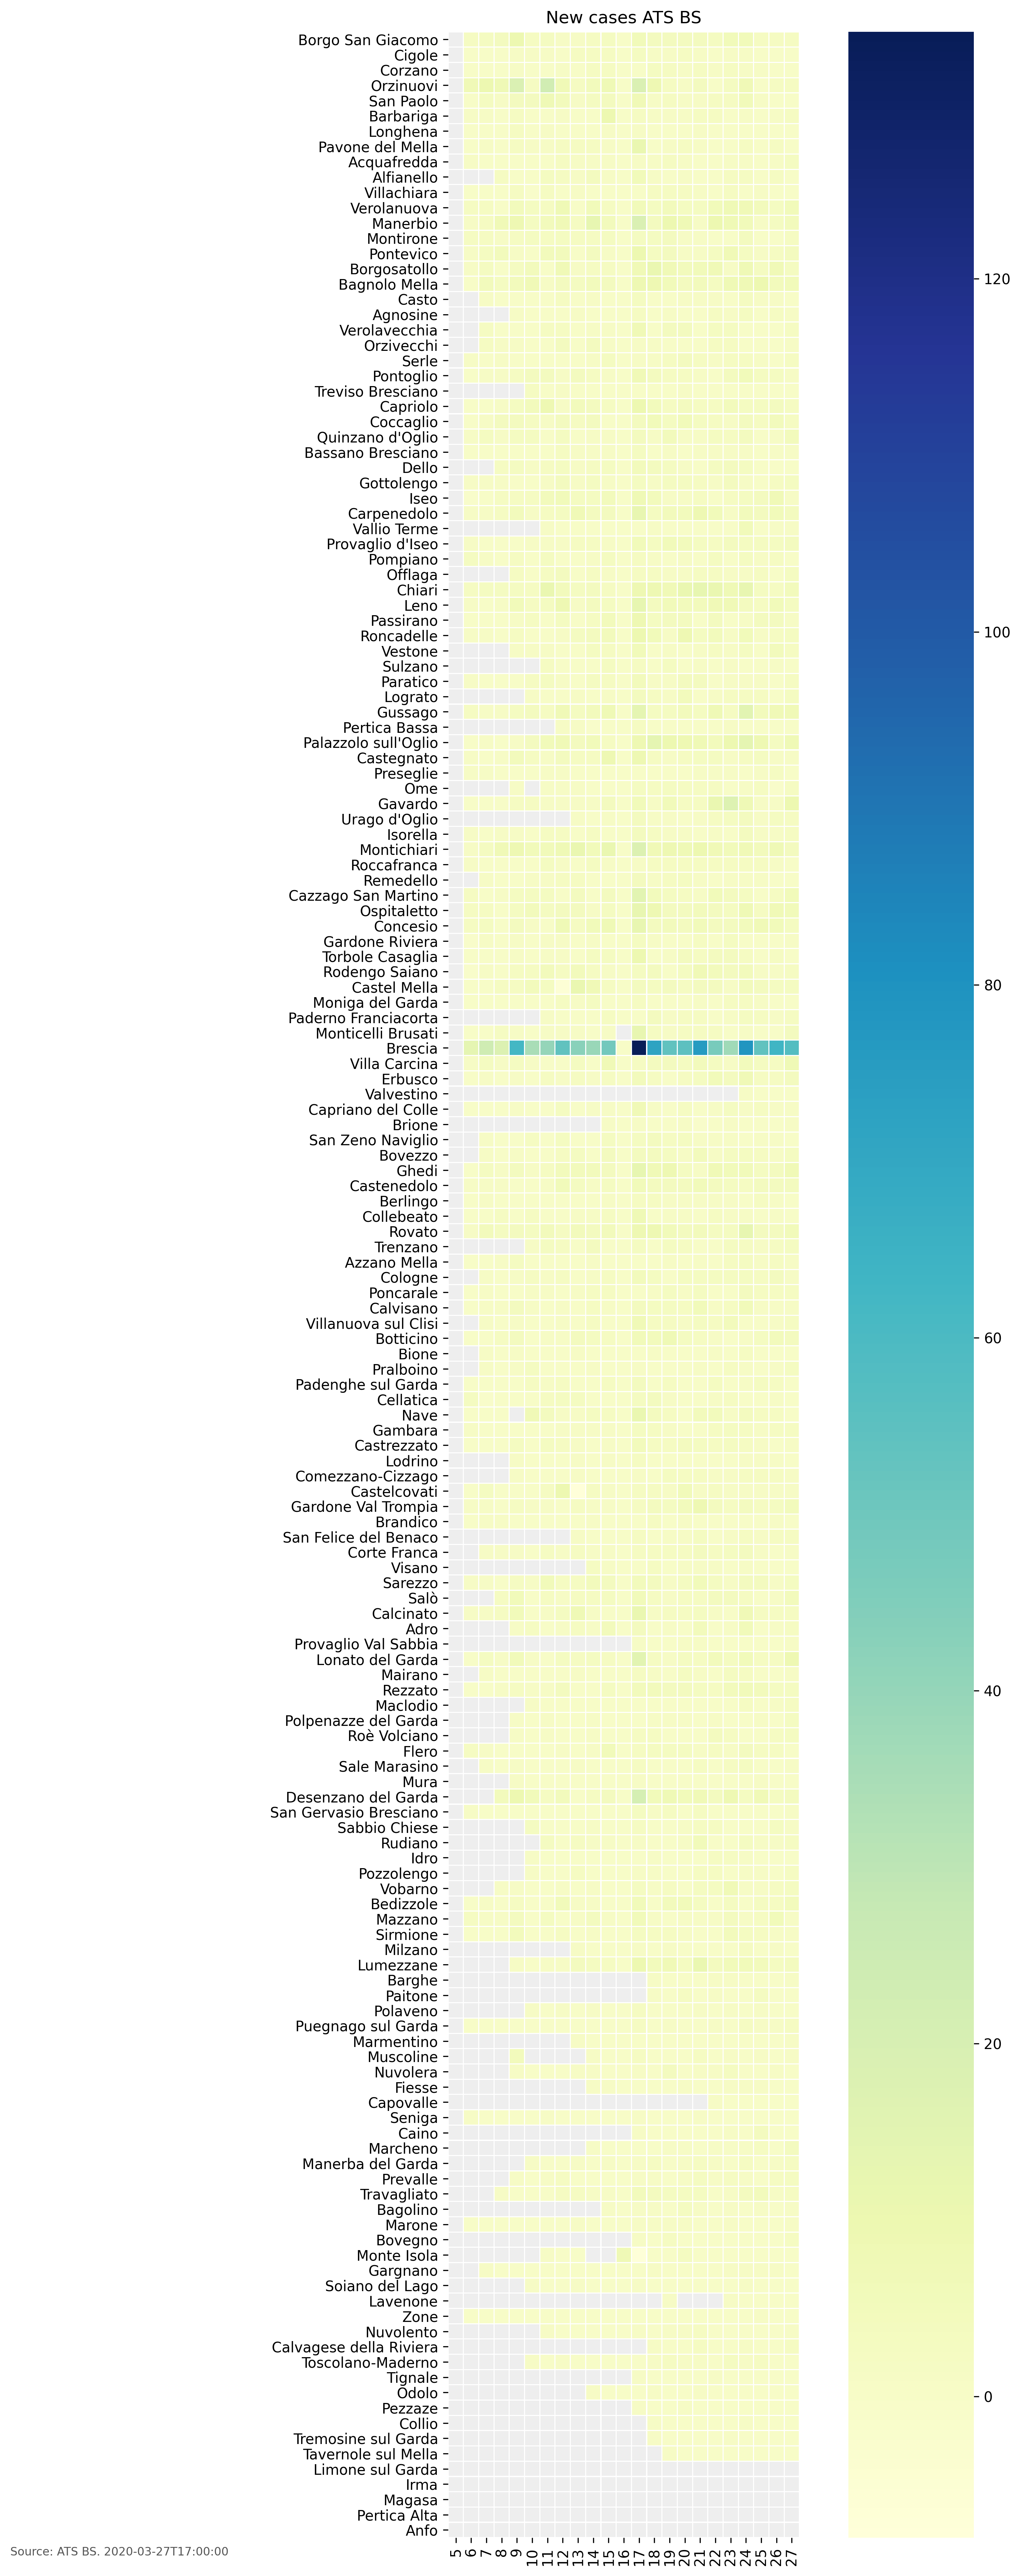 New cases ATS BS
Borgo San Giacomo
Cigole
Corzano
Orzinuovi
San Paolo
Barbariga
Longhena
Pavone del Mella
Acquafredda
Alfianello
Villachiara
Verolanuova
Manerbio
Montirone
Pontevico
Borgosatollo
Bagnolo Mella
Casto
Agnosine
Verolavecchia
Orzivecchi
Serle
Pontoglio
Treviso Bresciano
Capriolo
Coccaglio
Quinzano d'Oglio
Bassano Bresciano
Dello
Gottolengo
Iseo
Carpenedolo
Vallio Terme
Provaglio d'Iseo
Pompiano
Offlaga
Chiari
Leno
Passirano
Roncadelle
Vestone
Sulzano
Paratico
Lograto
Gussago
Pertica Bassa
Palazzolo sull'Oglio
Castegnato
Preseglie
Ome
Gavardo
Urago d'Oglio
Isorella
Montichiari
Roccafranca
Remedello
Cazzago San Martino
Ospitaletto
Concesio
Gardone Riviera
Torbole Casaglia
Rodengo Saiano
Castel Mella
Moniga del Garda
Paderno Franciacorta
Monticelli Brusati
Brescia
Villa Carcina
Erbusco
Valvestino
Capriano del Colle
Brione
San Zeno Naviglio
Bovezzo
Ghedi
Castenedolo
Berlingo
Collebeato
Rovato
Trenzano
Azzano Mella
Cologne
Poncarale
Calvisano
Villanuova sul Clisi
Botticino
Bione
Pralboino
Padenghe sul Garda
Cellatica
Nave
Gambara
Castrezzato
Lodrino
Comezzano-Cizzago
Castelcovati
Gardone Val Trompia
Brandico
San Felice del Benaco
Corte Franca
Visano
Sarezzo
Salò
Calcinato
Adro
Provaglio Val Sabbia
Lonato del Garda
Mairano
Rezzato
Maclodio
Polpenazze del Garda
Roè Volciano
Flero
Sale Marasino
Mura
Desenzano del Garda
San Gervasio Bresciano
Sabbio Chiese
Rudiano
Idro
Pozzolengo
Vobarno
Bedizzole
Mazzano
Sirmione
Milzano
Lumezzane
Barghe
Paitone
Polaveno
Puegnago sul Garda
Marmentino
Muscoline
Nuvolera
Fiesse
Capovalle
Seniga
Caino
Marcheno
Manerba del Garda
Prevalle
Travagliato
Bagolino
Marone
Bovegno
Monte Isola
Gargnano
Soiano del Lago
Lavenone
Zone
Nuvolento
Calvagese della Riviera
Toscolano-Maderno
Tignale
Odolo
Pezzaze
Collio
Tremosine sul Garda
Tavernole sul Mella
Limone sul Garda
Irma
Magasa
Pertica Alta
Anfo
5 6 7 8 9 10 11 12 13 14 15 16 17 18 19 20 21 22 23 24 25 26 27
120
100
80
60
40
20
0
Source: ATS BS. 2020-03-27T17:00:00